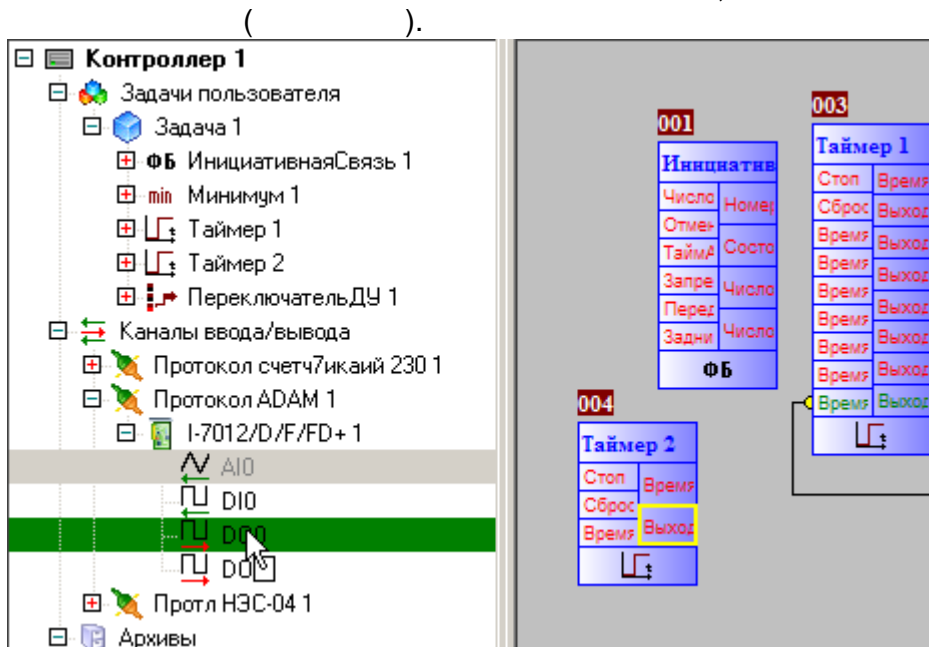 ( ).
Контроллер 1
Задачи пользователя
Задача 1
ФБ ИнициативнаяСвязь 1
min Минимум 1
Таймер 1
Таймер 2
ПереключательДУ 1
Каналы ввода/вывода
Протокол счетч7икаий 230 1
Протокол ADAM 1
I-7012/D/F/FD+ 1
AI0
DI0
DO0
Протл НЭС-04 1
Архивы
001
Инициатив
Число
Номер
Отмен
ТаймА
Состо
Запре
Число
Перед
Задни
Число
ФБ
003
Таймер 1
Стоп Время
Сброс Выход
Время Выход
Время Выход
Время Выход
Время Выход
Время Выход
Время Выход
Время Выход
004
Таймер 2
Стоп
Время
Сброс
Выход
Время